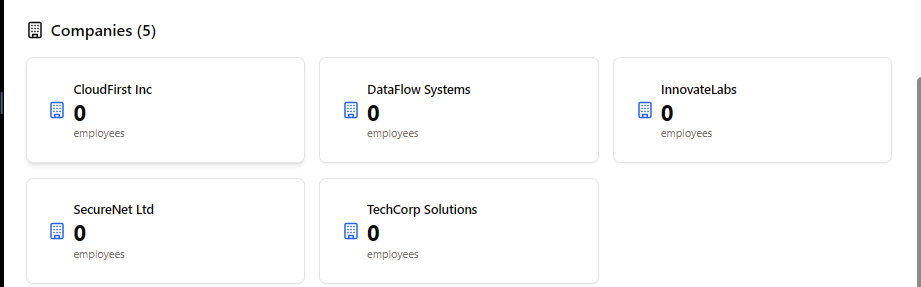 Companies (5)
CloudFirst Inc
0
employees
DataFlow Systems
0
employees
InnovateLabs
0
employees
SecureNet Ltd
0
employees
TechCorp Solutions
0
employees